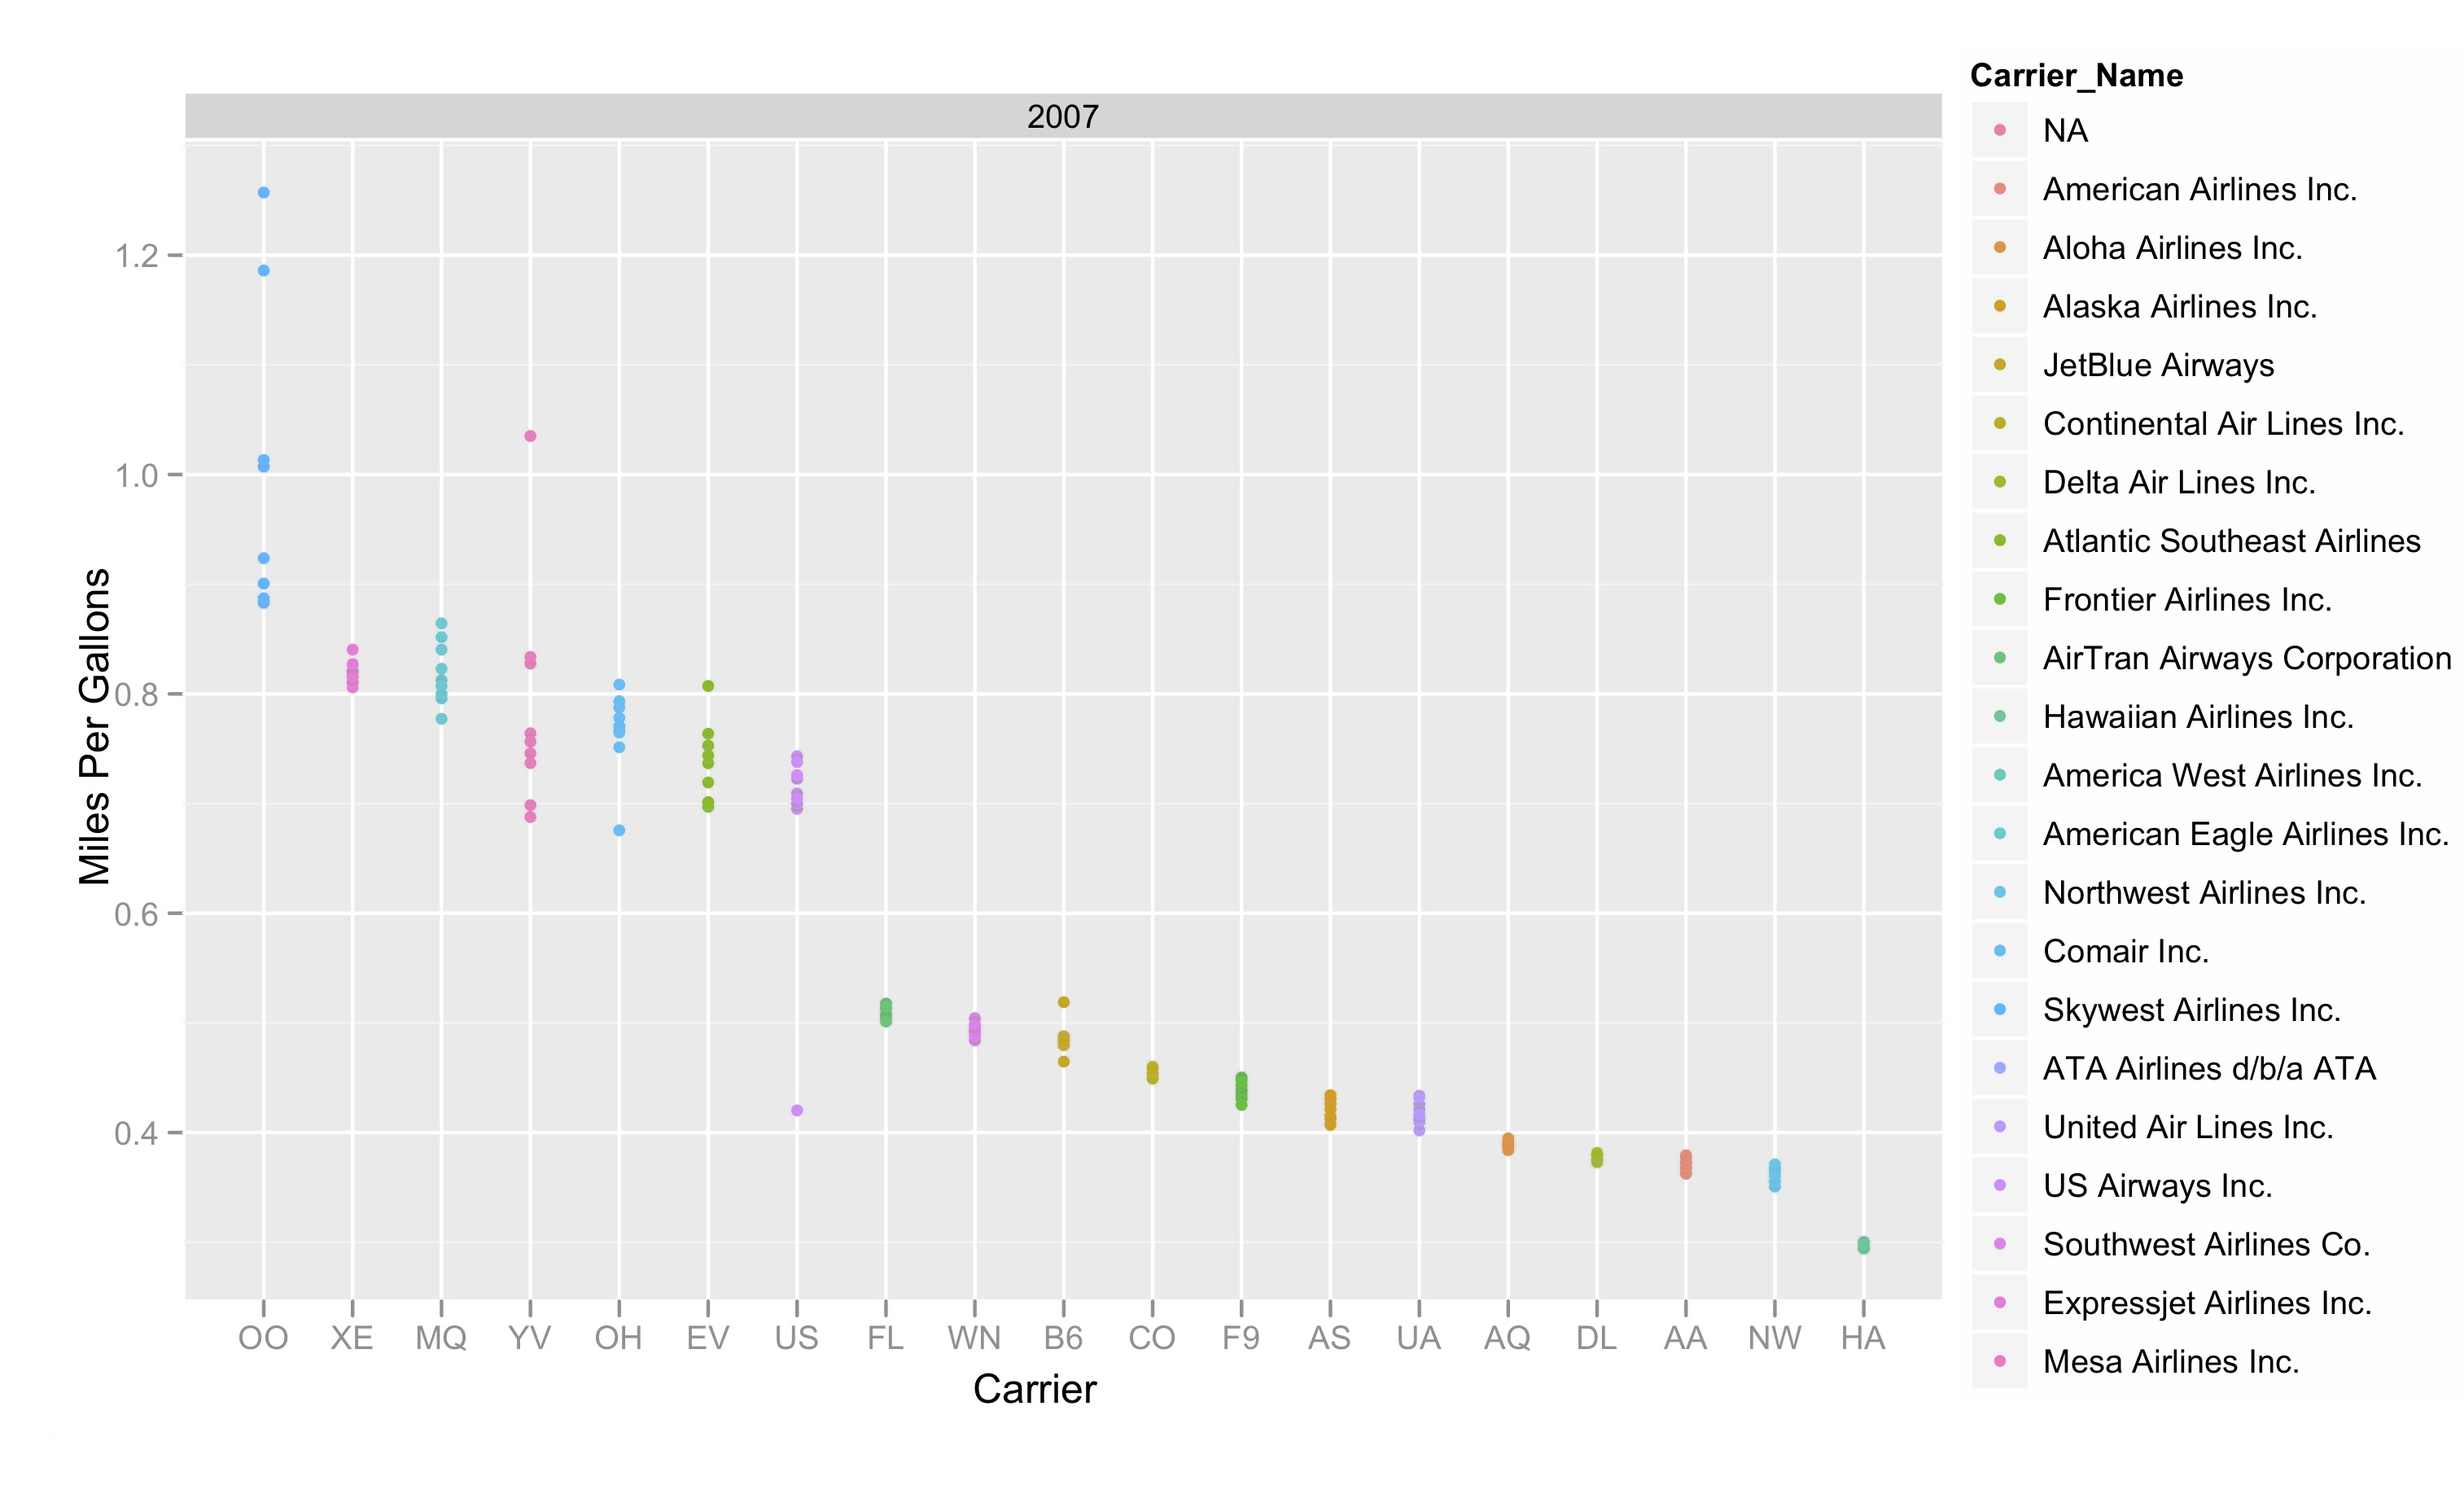 Carrier_Name
2007
NA
American Airlines Inc.
Aloha Airlines Inc.
Alaska Airlines Inc.
JetBlue Airways
Continental Air Lines Inc.
Delta Air Lines Inc.
Atlantic Southeast Airlines
Frontier Airlines Inc.
AirTran Airways Corporation
Hawaiian Airlines Inc.
America West Airlines Inc.
American Eagle Airlines Inc.
Northwest Airlines Inc.
Comair Inc.
Skywest Airlines Inc.
ATA Airlines d/b/a ATA
United Air Lines Inc.
US Airways Inc.
Southwest Airlines Co.
Expressjet Airlines Inc.
Mesa Airlines Inc.
Miles Per Gallons
1.2
1.0
0.8
0.6
0.4
OO XE MQ YV OH EV US FL WN B6 CO F9 AS UA AQ DL AA NW HA
Carrier